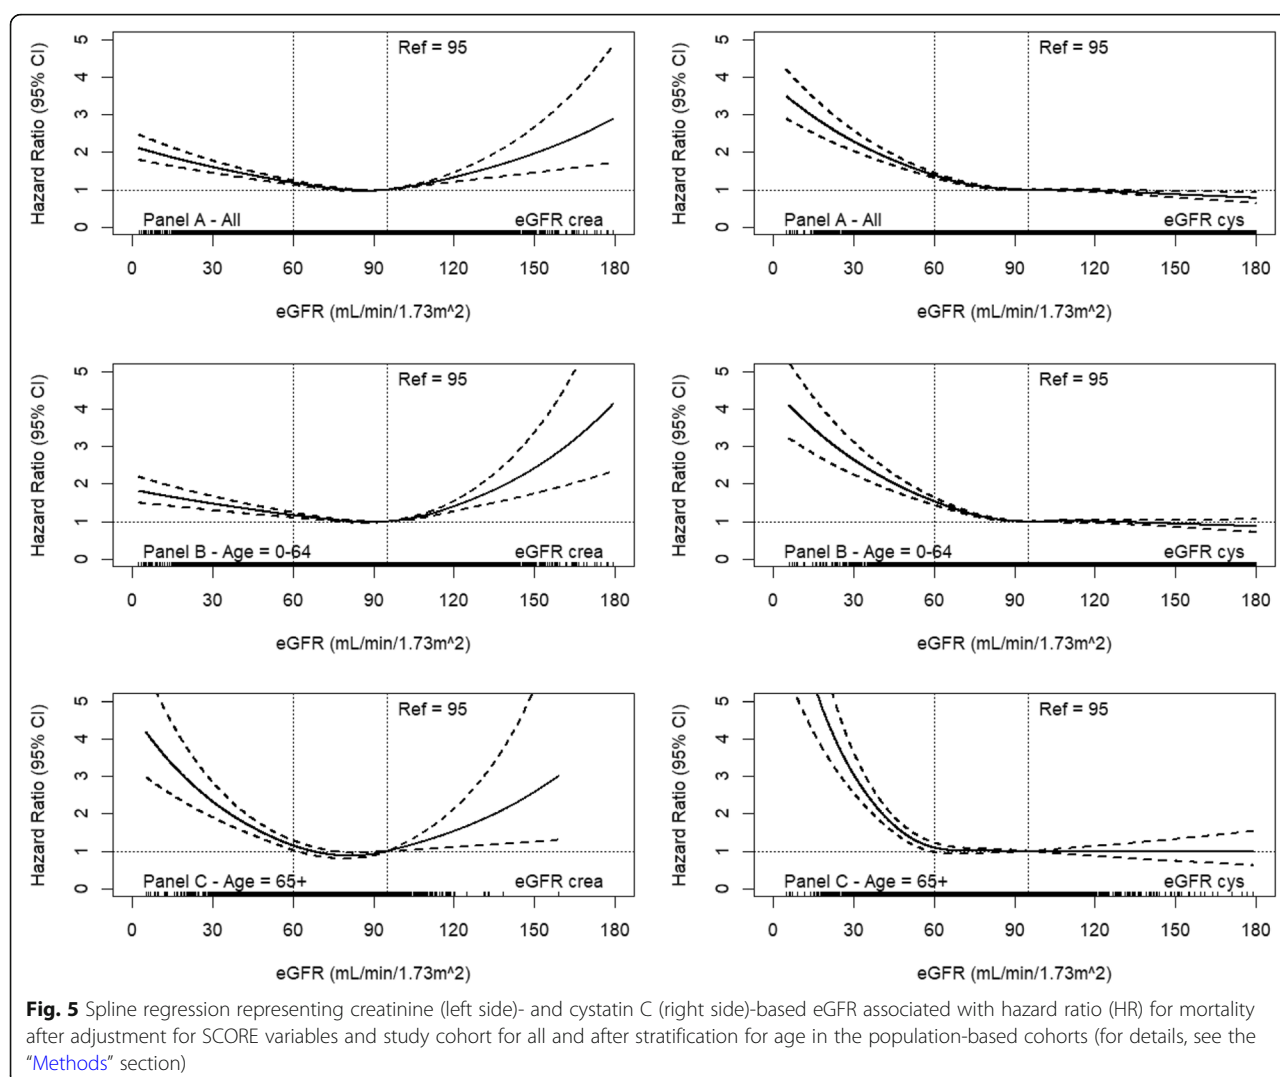 Hazard Ratio (95% CI)
5
4
3
2
1
0
Ref = 95
Panel A - All
eGFR crea
0 30 60 90 120 150 180
eGFR (mL/min/1.73m^2)
Hazard Ratio (95% CI)
5
4
3
2
1
0
Ref = 95
Panel A - All
eGFR cys
0 30 60 90 120 150 180
eGFR (mL/min/1.73m^2)
Hazard Ratio (95% CI)
5
4
3
2
1
0
Ref = 95
Panel B - Age = 0-64
eGFR crea
0 30 60 90 120 150 180
eGFR (mL/min/1.73m^2)
Hazard Ratio (95% CI)
5
4
3
2
1
0
Ref = 95
Panel B - Age = 0-64
eGFR cys
0 30 60 90 120 150 180
eGFR (mL/min/1.73m^2)
Hazard Ratio (95% CI)
5
4
3
2
1
0
Ref = 95
Panel C - Age = 65+
eGFR crea
0 30 60 90 120 150 180
eGFR (mL/min/1.73m^2)
Hazard Ratio (95% CI)
5
4
3
2
1
0
Ref = 95
Panel C - Age = 65+
eGFR cys
0 30 60 90 120 150 180
eGFR (mL/min/1.73m^2)
Fig. 5 Spline regression representing creatinine (left side)- and cystatin C (right side)-based eGFR associated with hazard ratio (HR) for mortality
after adjustment for SCORE variables and study cohort for all and after stratification for age in the population-based cohorts (for details, see the
“Methods” section)